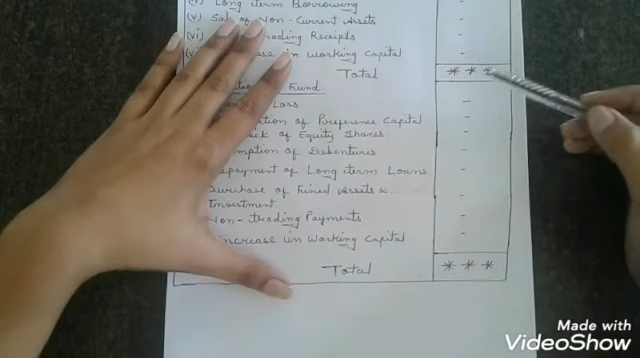 Long term Borrowing -
(v) Sale of Non-Current Assets -
(vi) trading Receipts -
in working Capital -
Total ***
Fund
Loss -
of Preference Capital -
of Equity Shares. -
of Debentures -
Repayment of Long term Loans -
Purchase of Fixed Assets &
Investment -
Non-trading Payments -
Increase in Working Capital -
Total ***
Made with
VideoShow